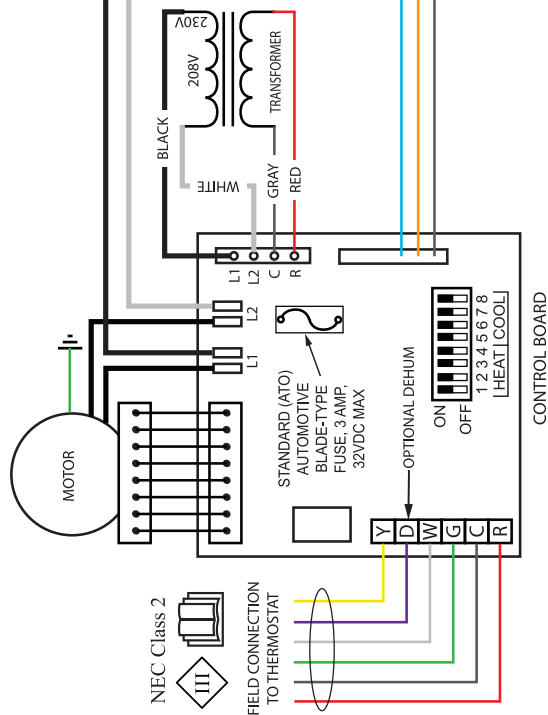 230V
208V
TRANSFORMER
BLACK
WHITE
GRAY
RED
L1
L2
C
R
L2
L1
MOTOR
STANDARD (ATO)
AUTOMOTIVE
BLADE-TYPE
FUSE, 3 AMP,
32VDC MAX
ON
OFF
1 2 3 4 5 6 7 8
|HEAT|COOL|
CONTROL BOARD
OPTIONAL DEHUM
Y
D
W
G
C
R
NEC Class 2
III
FIELD CONNECTION
TO THERMOSTAT